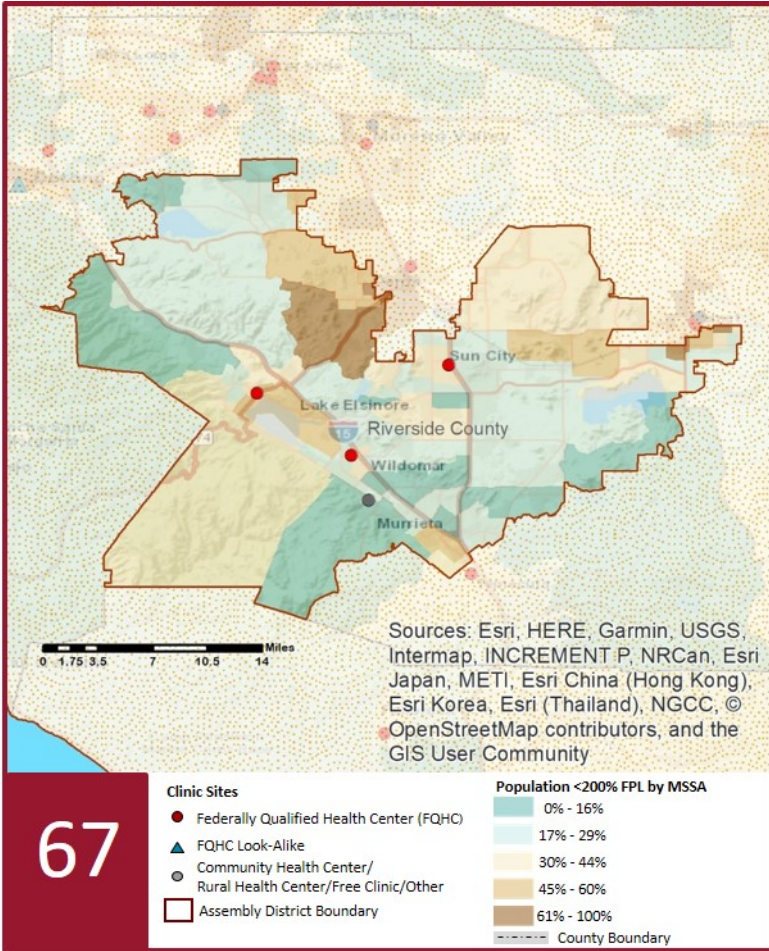 Sun City
Lake Elsinore
15
Riverside County
74
Wildomar
Murrieta
Miles
0 1.75 3.5 7 10.5 14
Sources: Esri, HERE, Garmin, USGS,
Intermap, INCREMENT P, NRCan, Esri
Japan, METI, Esri China (Hong Kong),
Esri Korea, Esri (Thailand), NGCC, ©
OpenStreetMap contributors, and the
GIS User Community
67
Clinic Sites
Federally Qualified Health Center (FQHC)
FQHC Look-Alike
Community Health Center/
Rural Health Center/Free Clinic/Other
Assembly District Boundary
Population <200% FPL by MSSA
0% - 16%
17% - 29%
30% - 44%
45% - 60%
61% - 100%
County Boundary